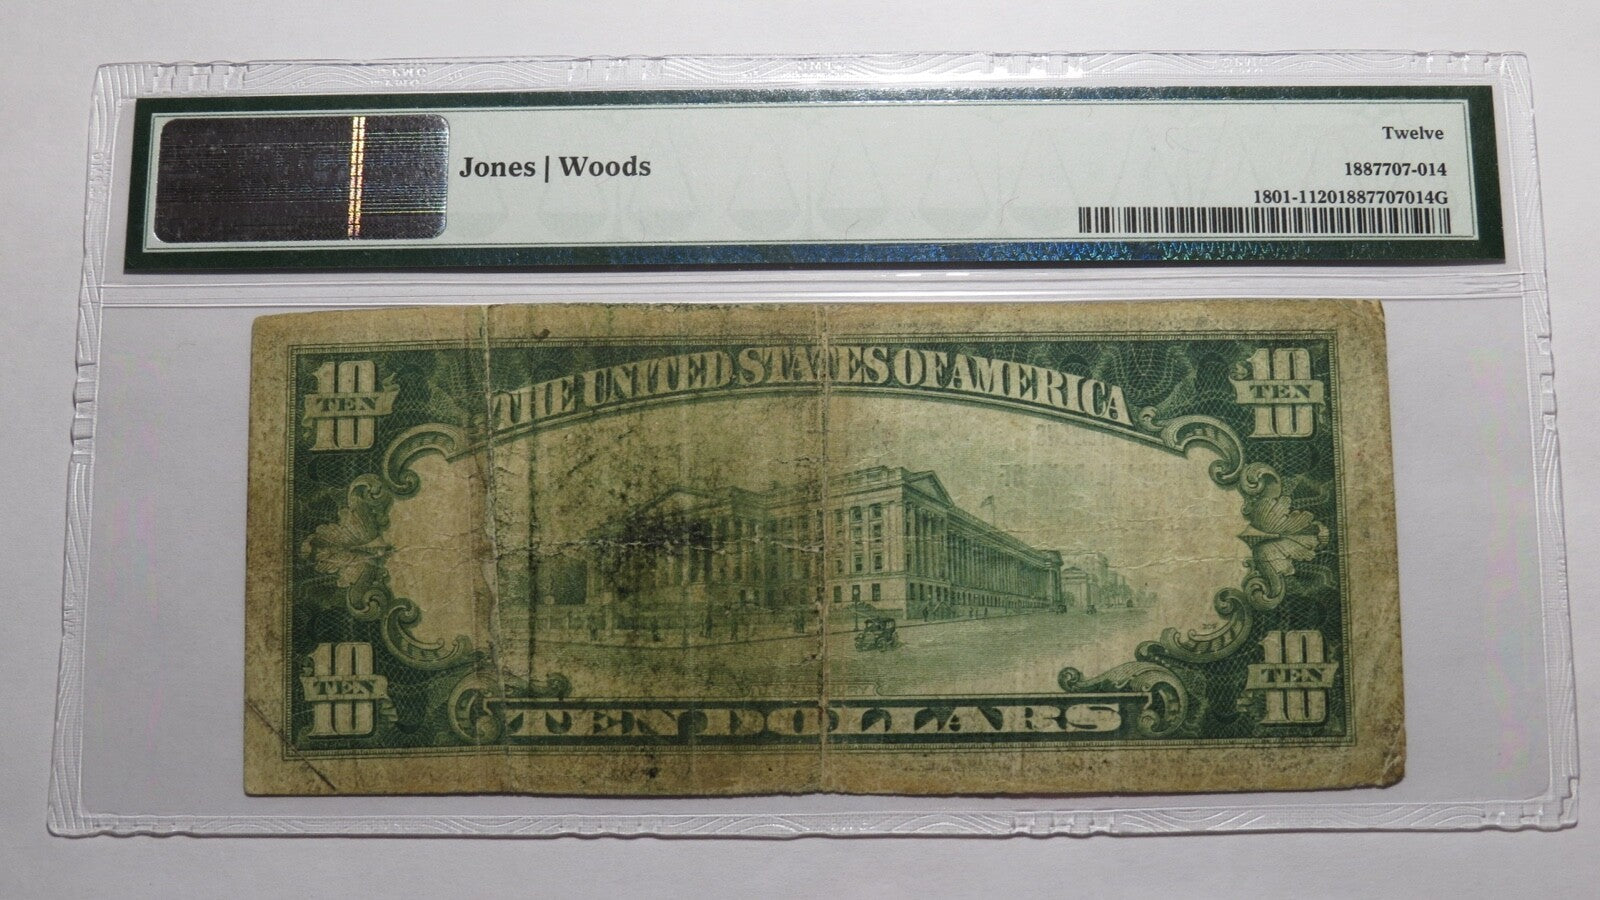 Twelve
Jones | Woods
1887707-014
1801-11201887707014G
THE UNITED STATES OF AMERICA
10
TEN
10
$10
TEN
10
10
TEN
10
10
TEN
10
TEN DOLLARS